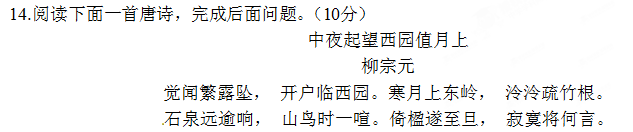 14.阅读下面一首唐诗，完成后面问题。（10分）
中夜起望西园值月上
柳宗元
觉闻繁露坠， 开户临西园。寒月上东岭， 泠泠疏竹根。
石泉远逾响， 山鸟时一喧。倚楹遂至旦， 寂寞将何言。